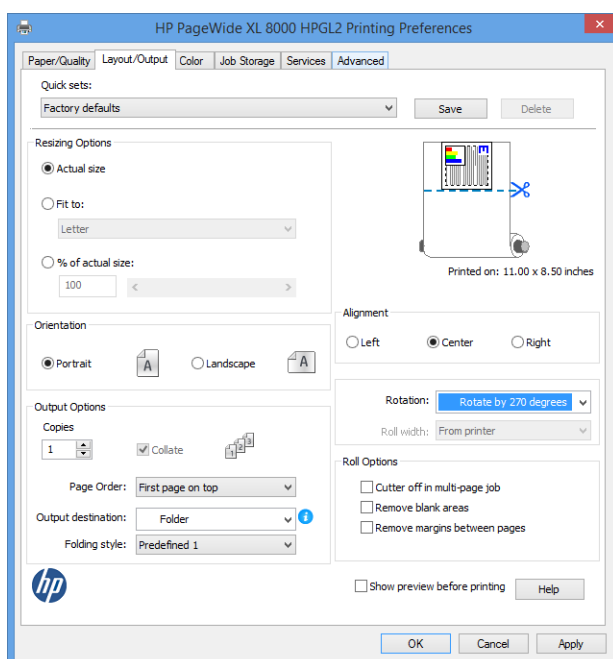 HP PageWide XL 8000 HPGL2 Printing Preferences
Paper/Quality Layout/Output Color Job Storage Services Advanced
Quick sets:
Factory defaults Save Delete
Resizing Options
Actual size
Fit to:
Letter
% of actual size:
100
E
Printed on: 11.00 x 8.50 inches
Orientation
Portrait A Landscape A
Alignment
Left Center Right
Rotation: Rotate by 270 degrees
Roll width: From printer
Output Options
Copies
1 Collate 1 2 3
Page Order: First page on top
Output destination: Folder i
Folding style: Predefined 1
Roll Options
Cutter off in multi-page job
Remove blank areas
Remove margins between pages
hp
Show preview before printing Help
OK Cancel Apply